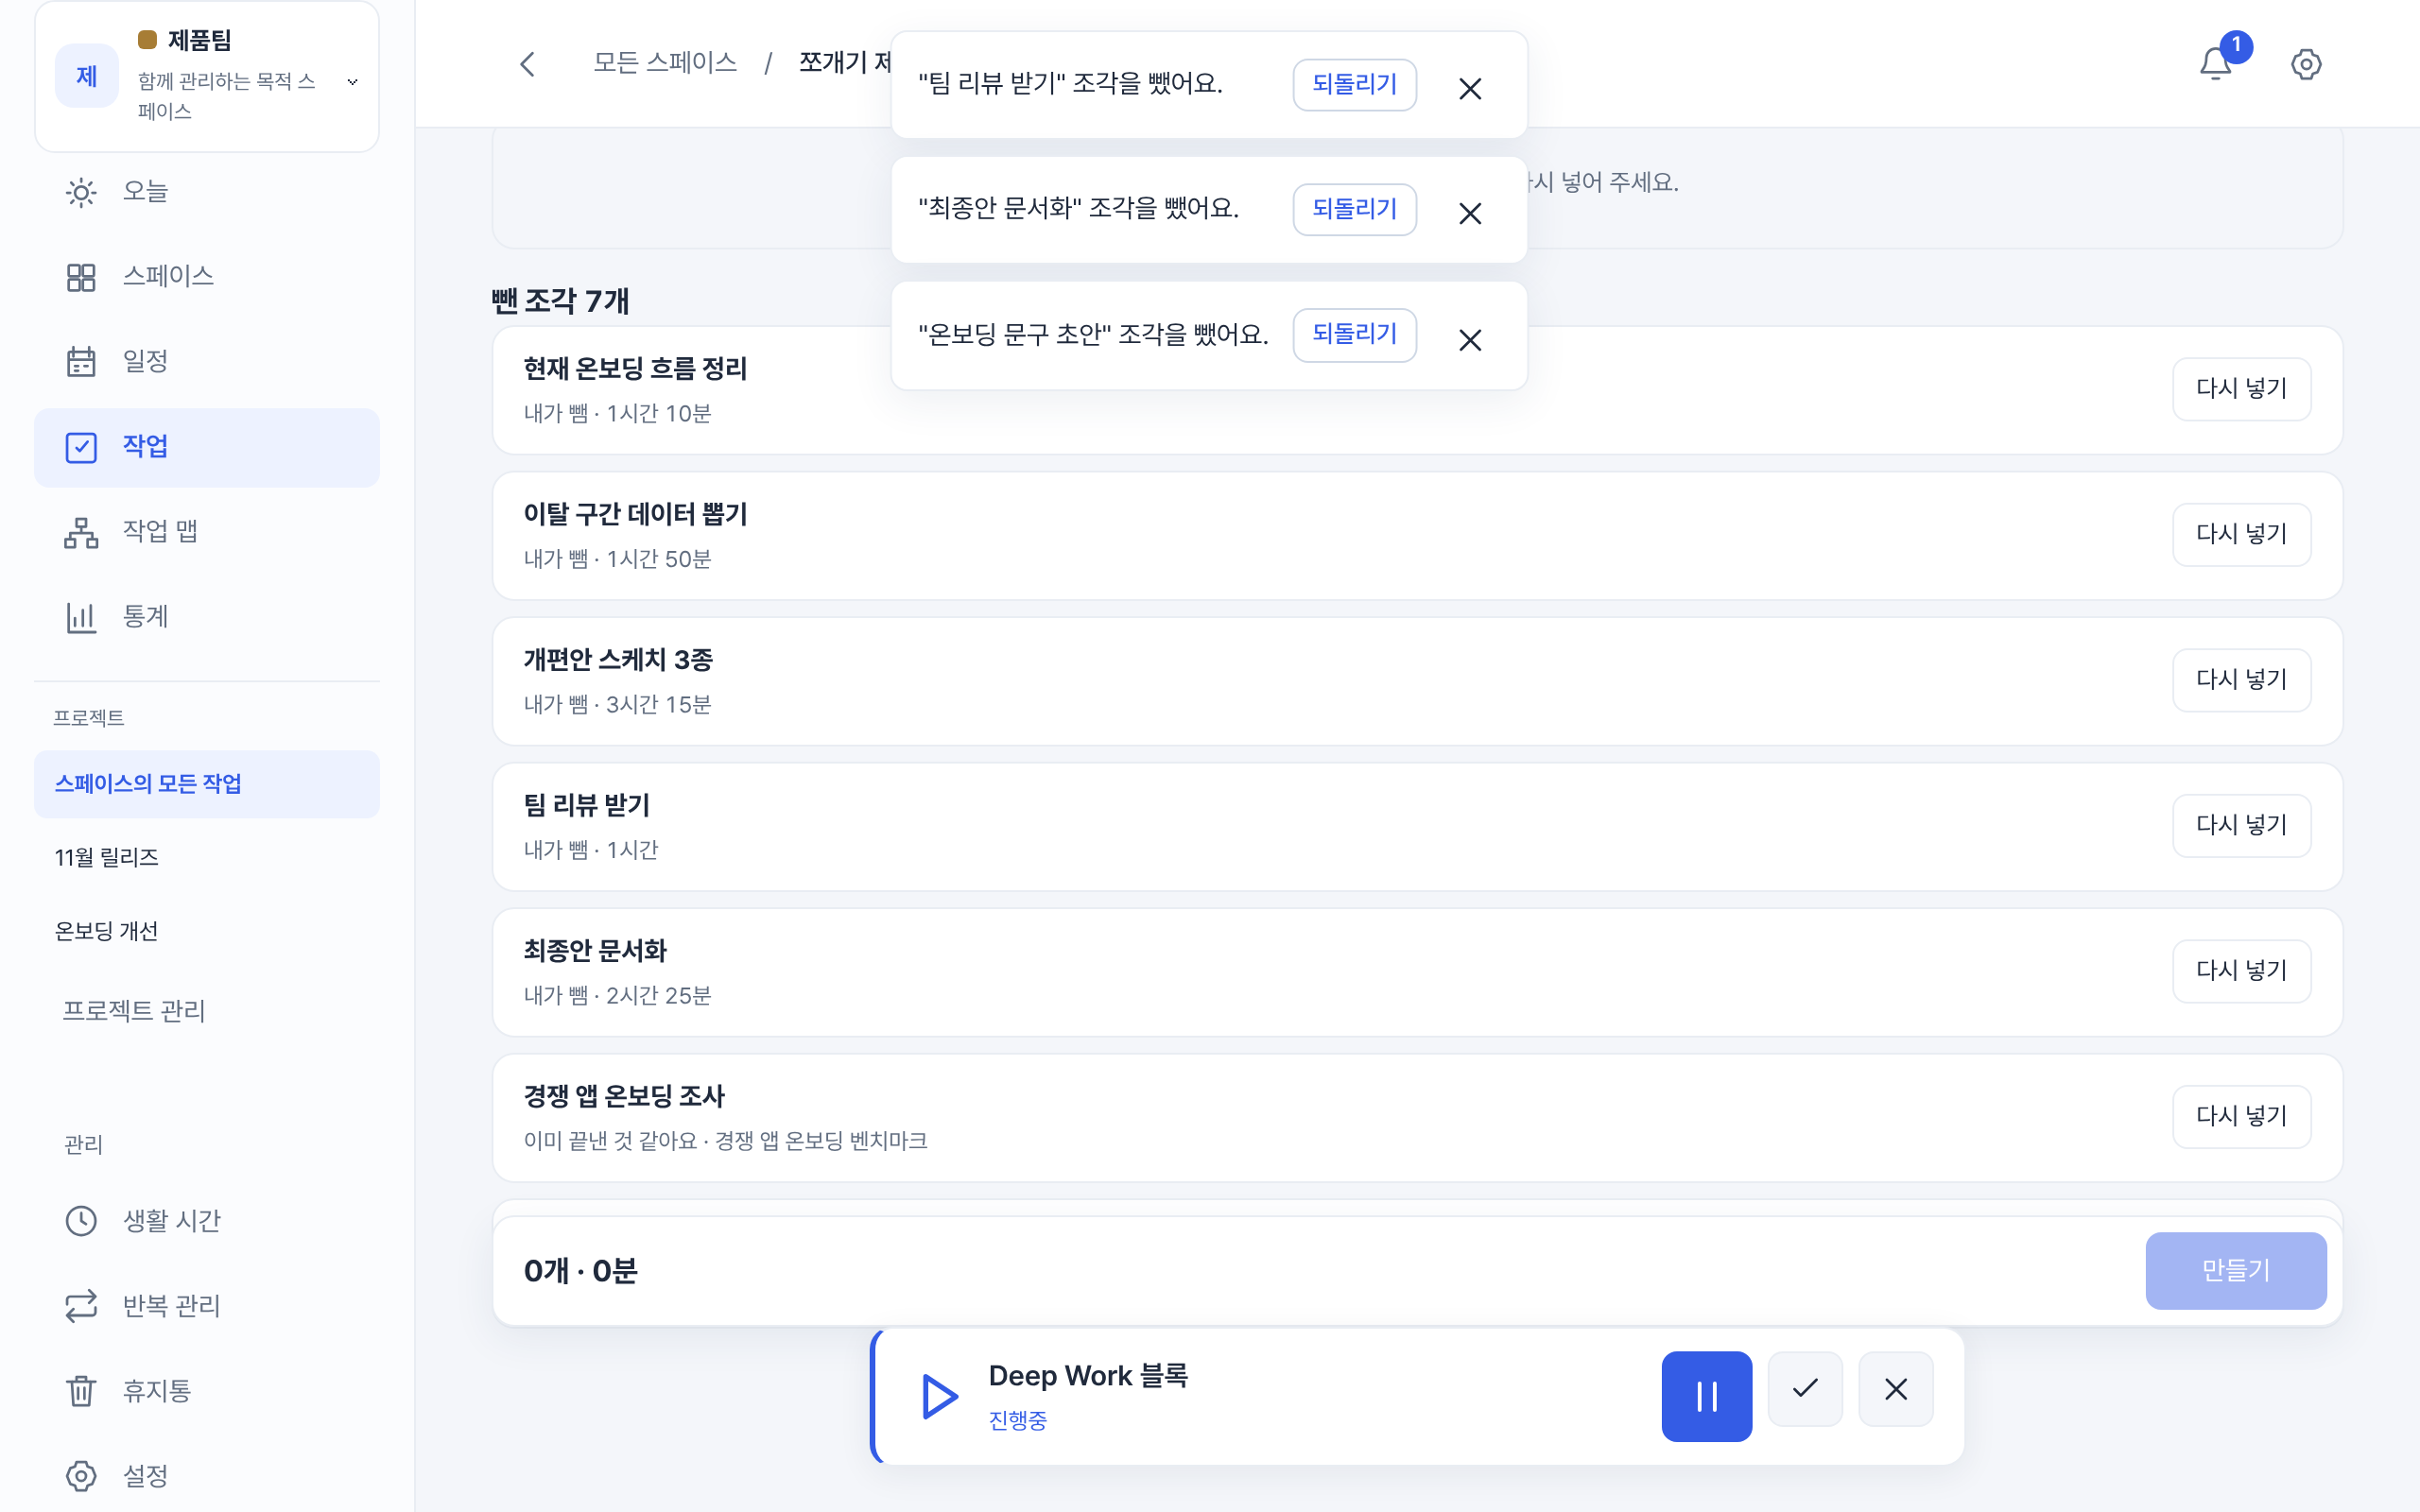 제
제품팀
함께 관리하는 목적 스
페이스
오늘
스페이스
일정
작업
작업 맵
통계
프로젝트
스페이스의 모든 작업
11월 릴리즈
온보딩 개선
프로젝트 관리
관리
생활 시간
반복 관리
휴지통
설정
모든 스페이스 / 쪼개기
1
"팀 리뷰 받기" 조각을 뺐어요. 되돌리기
"최종안 문서화" 조각을 뺐어요. 되돌리기
"온보딩 문구 초안" 조각을 뺐어요. 되돌리기
넣어 주세요.
뺀 조각 7개
현재 온보딩 흐름 정리
내가 뺌 · 1시간 10분
다시 넣기
이탈 구간 데이터 뽑기
내가 뺌 · 1시간 50분
다시 넣기
개편안 스케치 3종
내가 뺌 · 3시간 15분
다시 넣기
팀 리뷰 받기
내가 뺌 · 1시간
다시 넣기
최종안 문서화
내가 뺌 · 2시간 25분
다시 넣기
경쟁 앱 온보딩 조사
이미 끝낸 것 같아요 · 경쟁 앱 온보딩 벤치마크
다시 넣기
0개 · 0분
만들기
Deep Work 블록
진행중